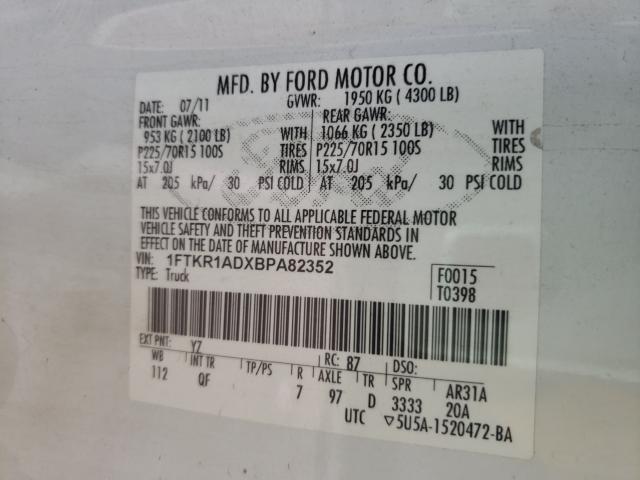 MFD. BY FORD MOTOR CO.
DATE: 07/11 GVWR: 1950 KG ( 4300 LB)
FRONT GAWR: REAR GAWR:
953 KG ( 2100 LB) WITH 1066 KG ( 2350 LB) WITH
P225/70R15 100S TIRES P225/70R15 100S TIRES
15x7.0J RIMS 15x7.0J RIMS
AT 205 kPa/ 30 PSI COLD AT 205 kPa/ 30 PSI COLD
THIS VEHICLE CONFORMS TO ALL APPLICABLE FEDERAL MOTOR
VEHICLE SAFETY AND THEFT PREVENTION STANDARDS IN
EFFECT ON THE DATE OF MANUFACTURE SHOWN ABOVE.
VIN: 1FTKR1ADXBPA82352
TYPE: Truck
F0015
T0398
EXT PNT: YZ RC: 87 DSO:
WB INT TR TP/PS R AXLE TR SPR AR31A
112 QF 7 97 D 3333 20A
UTC ▽5U5A-1520472-BA